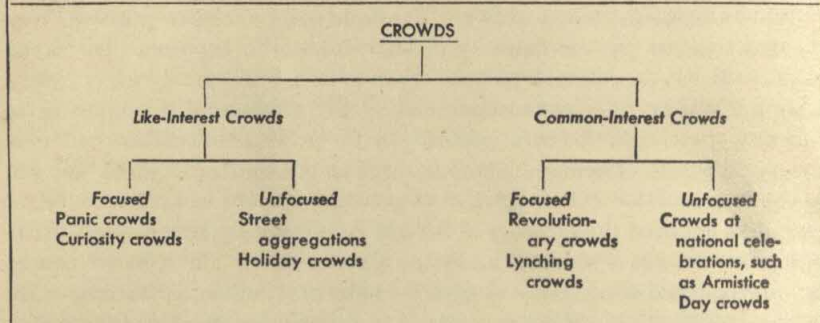 CROWDS
Like-Interest Crowds
Common-Interest Crowds
Focused
Panic crowds
Curiosity crowds
Unfocused
Street
aggregations
Holiday crowds
Focused
Revolution-
ary crowds
Lynching
crowds
Unfocused
Crowds at
national cele-
brations, such
as Armistice
Day crowds